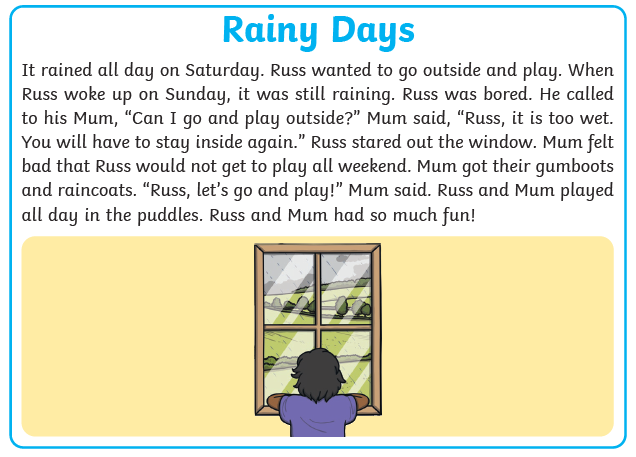 Rainy Days
It rained all day on Saturday. Russ wanted to go outside and play. When
Russ woke up on Sunday, it was still raining. Russ was bored. He called
to his Mum, “Can I go and play outside?” Mum said, “Russ, it is too wet.
You will have to stay inside again.” Russ stared out the window. Mum felt
bad that Russ would not get to play all weekend. Mum got their gumboots
and raincoats. “Russ, let’s go and play!” Mum said. Russ and Mum played
all day in the puddles. Russ and Mum had so much fun!